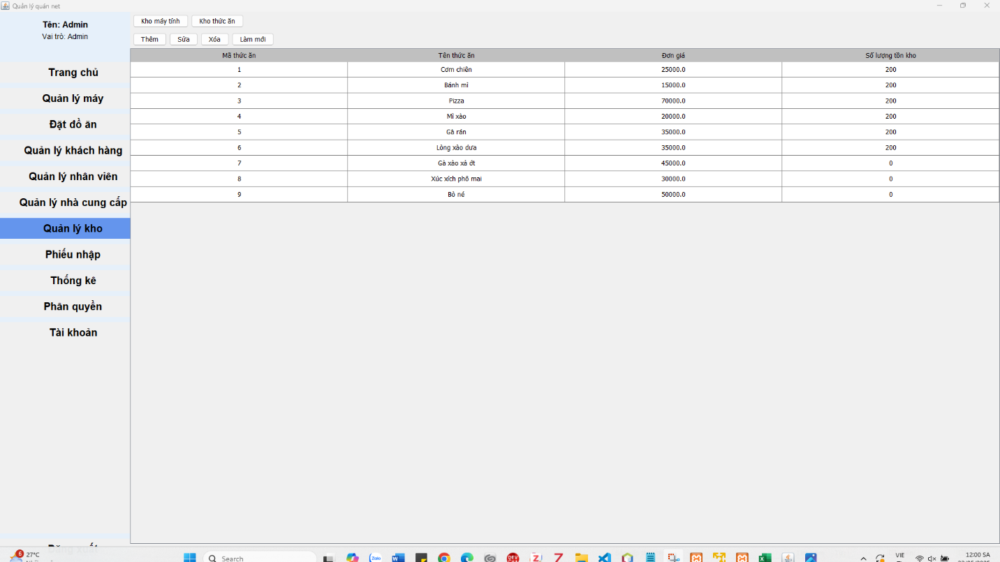 Quản lý quán net
Tên: Admin
Vai trò: Admin
Trang chủ
Quản lý máy
Đặt đồ ăn
Quản lý khách hàng
Quản lý nhân viên
Quản lý nhà cung cấp
Quản lý kho
Phiếu nhập
Thống kê
Phân quyền
Tài khoản
Đăng xuất
Kho máy tính Kho thức ăn
Thêm Sửa Xóa Làm mới
Mã thức ăn Tên thức ăn Đơn giá Số lượng tồn kho
1 Cơm chiên 25000.0 200
2 Bánh mì 15000.0 200
3 Pizza 70000.0 200
4 Mì xào 20000.0 200
5 Gà rán 35000.0 200
6 Lòng xào dưa 35000.0 200
7 Gà xào xả ớt 45000.0 0
8 Xúc xích phô mai 30000.0 0
9 Bò né 50000.0 0
6 27°C
Search
Zalo
VIE
12:00 SA